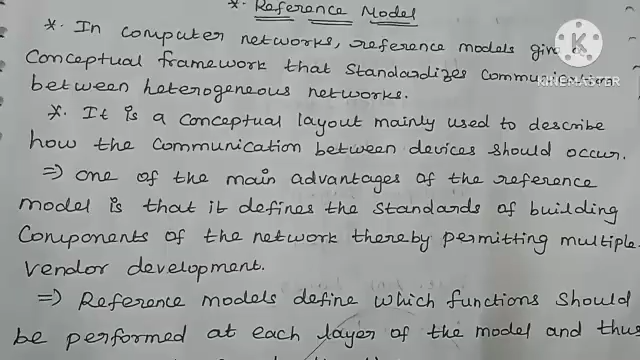 * Reference Model
* In computer networks, reference models give a
Conceptual framework that standardizes communication
between heterogeneous networks.
* It is a conceptual layout mainly used to describe
how the communication between devices should occur.
=) One of the main advantages of the reference
model is that it defines the standards of building
Components of the network thereby permitting multiple
vendor development.
=) Reference models define which functions should
be performed at each layer of the model and thus
KINEMASTER